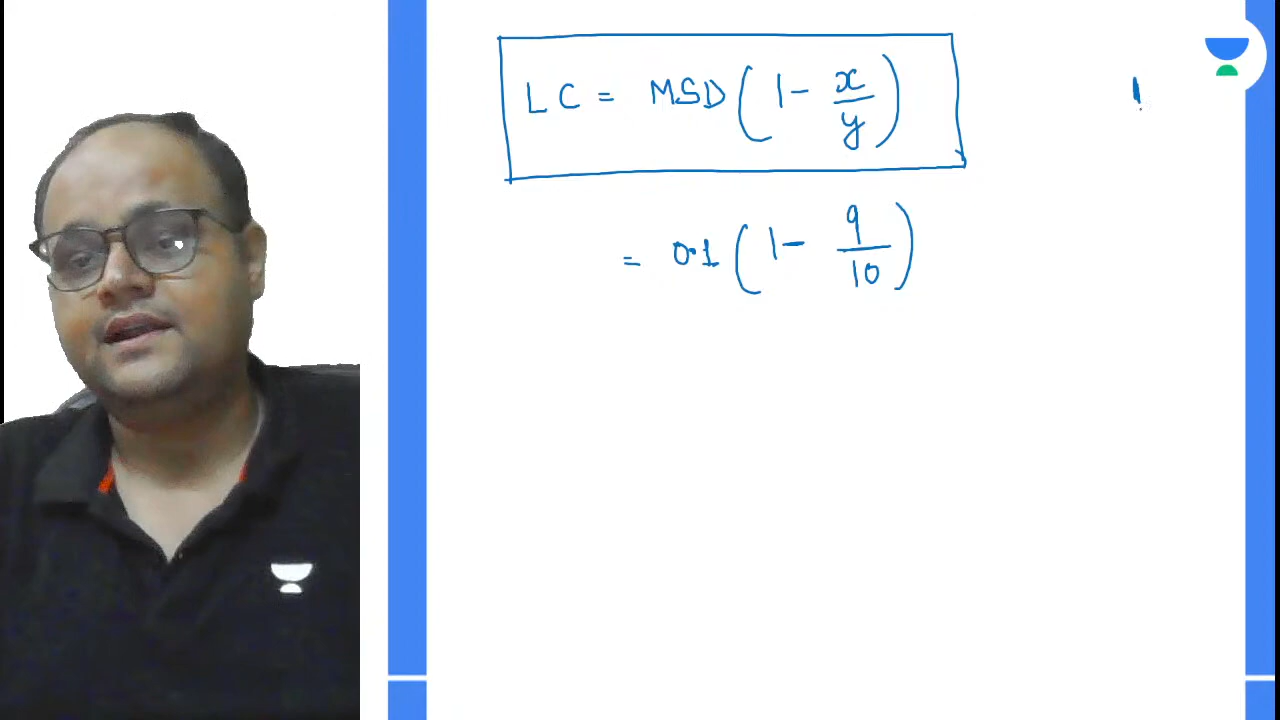 LC = MSD(1 - x/y)
= 0.1(1 - 9/10)